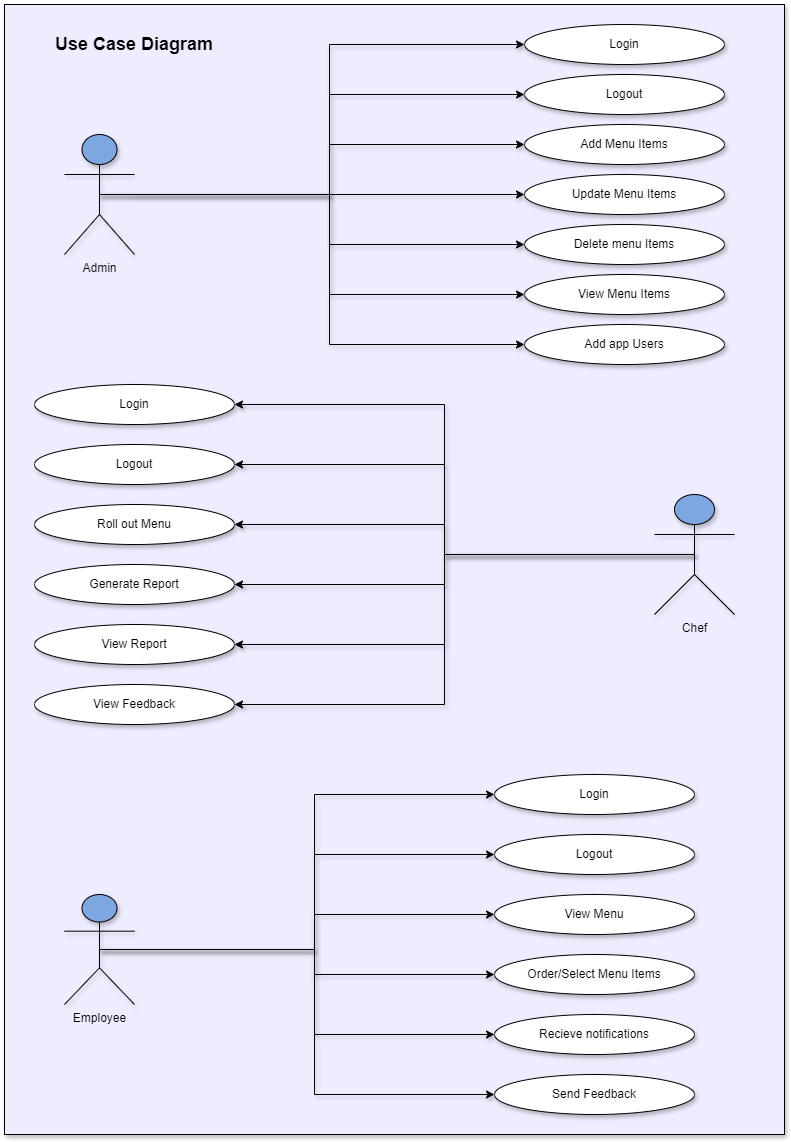 Use Case Diagram
Login
Logout
Add Menu Items
Update Menu Items
Delete menu Items
View Menu Items
Add app Users
Admin
Login
Logout
Roll out Menu
Generate Report
View Report
View Feedback
Chef
Login
Logout
View Menu
Order/Select Menu Items
Recieve notifications
Send Feedback
Employee